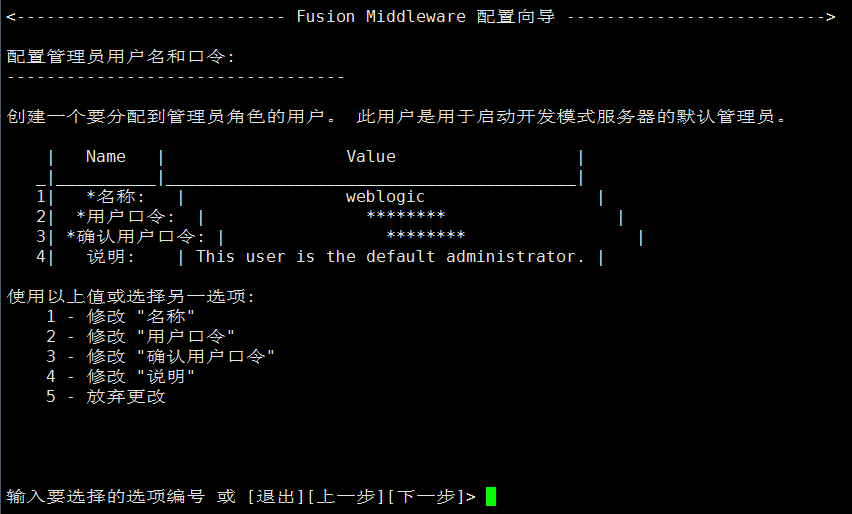 <--------------------------- Fusion Middleware 配置向导 -------------------------->
配置管理员用户名和口令:
----------------------------------
创建一个要分配到管理员角色的用户。 此用户是用于启动开发模式服务器的默认管理员。
| Name | Value |
_|__________|_________________________________________|
1| *名称: | weblogic |
2| *用户口令: | ******** |
3| *确认用户口令: | ******** |
4| 说明: | This user is the default administrator. |
使用以上值或选择另一选项:
1 - 修改 "名称"
2 - 修改 "用户口令"
3 - 修改 "确认用户口令"
4 - 修改 "说明"
5 - 放弃更改
输入要选择的选项编号 或 [退出][上一步][下一步]>